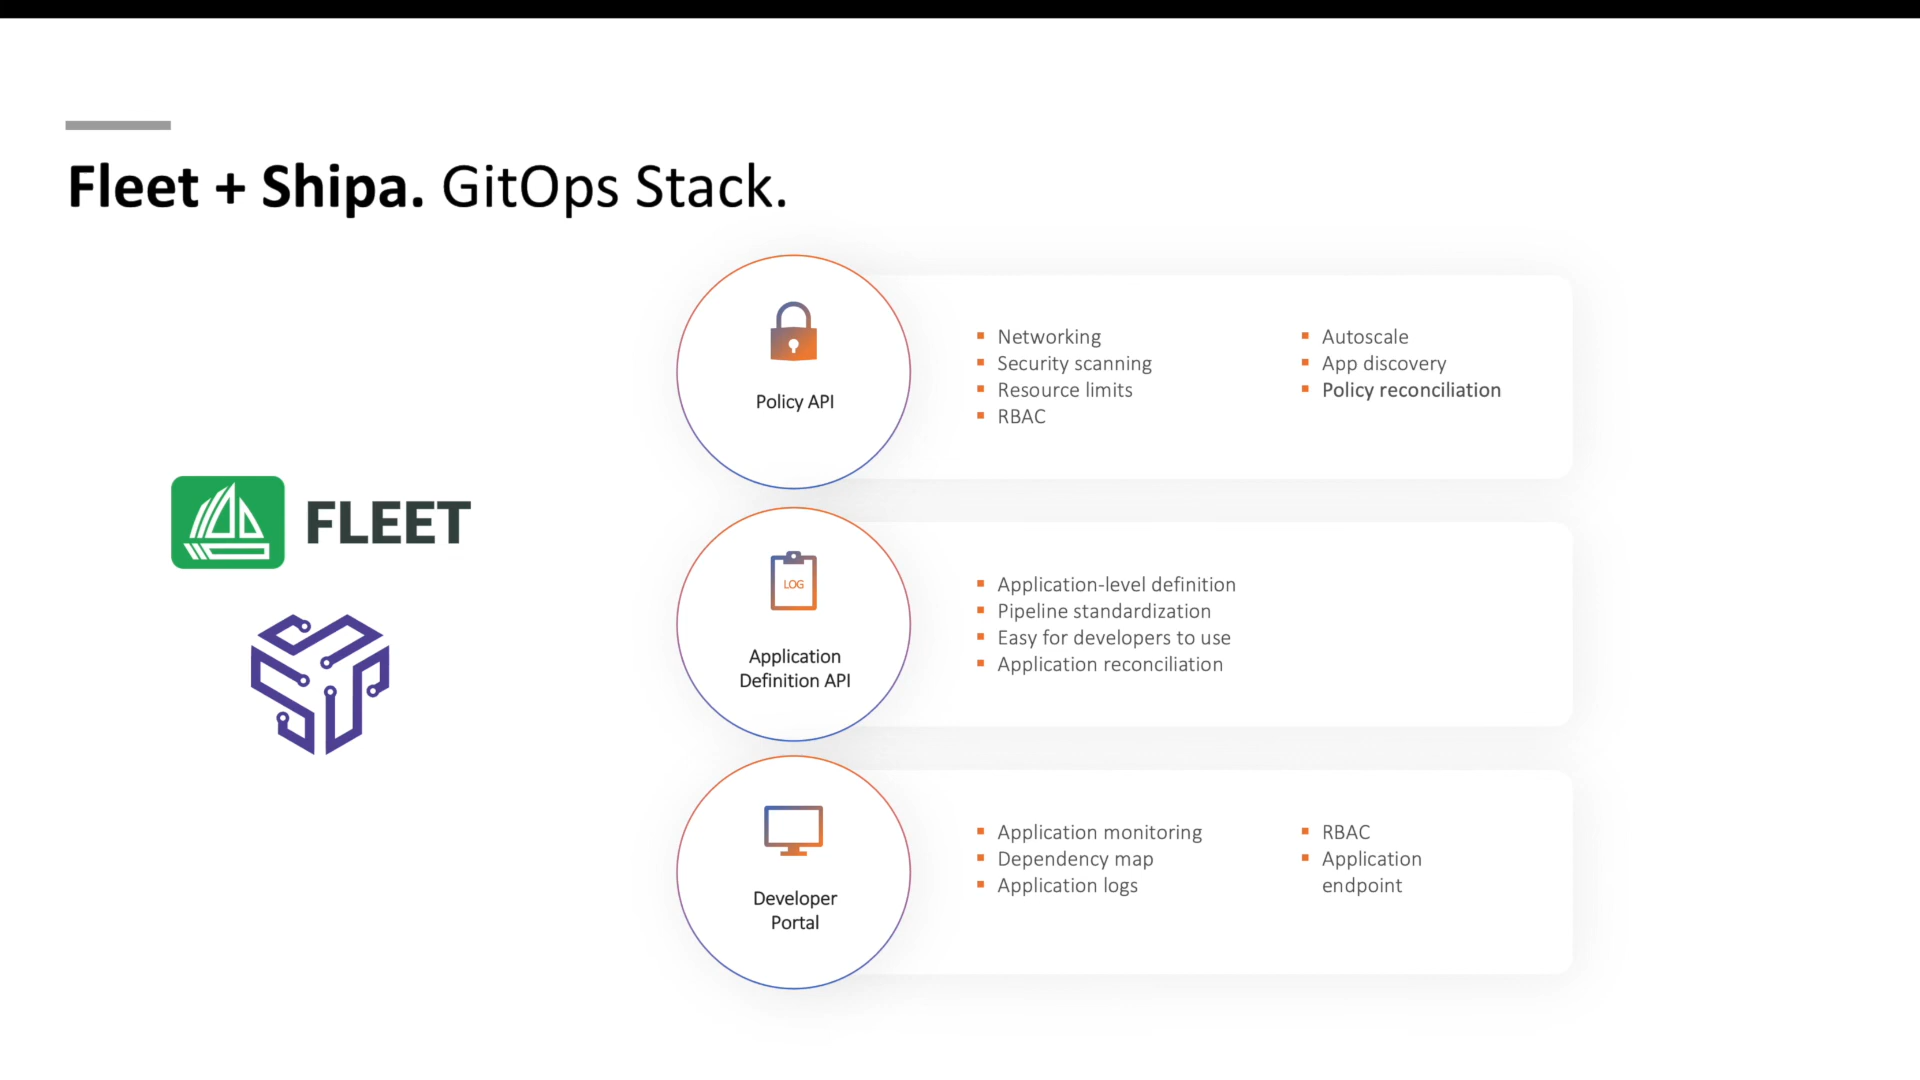 Fleet + Shipa. GitOps Stack.
FLEET
Policy API
Networking
Security scanning
Resource limits
RBAC
Autoscale
App discovery
Policy reconciliation
LOG
Application
Definition API
Application-level definition
Pipeline standardization
Easy for developers to use
Application reconciliation
Developer
Portal
Application monitoring
Dependency map
Application logs
RBAC
Application
endpoint